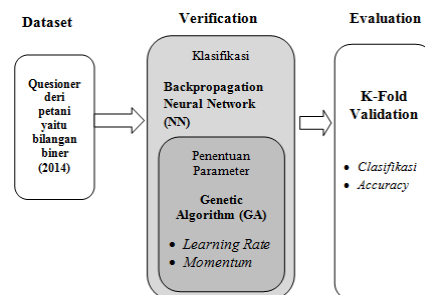 Dataset
Verification
Evaluation
Quesioner
deri
petani
yaitu
bilangan
biner
(2014)
Klasifikasi
Backpropagation
Neural Network
(NN)
Penentuan
Parameter
Genetic
Algorithm (GA)
• Learning Rate
• Momentum
K-Fold
Validation
• Clasifikasi
• Accuracy